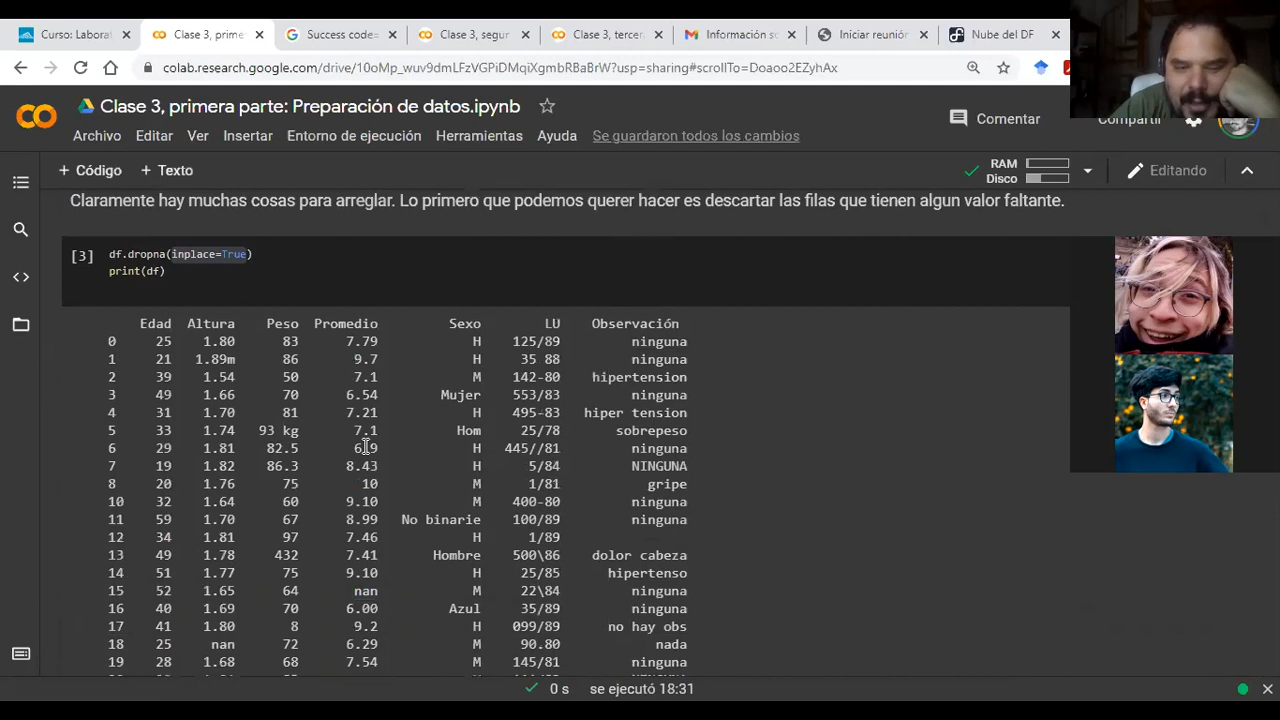 Curso: Laborat
Clase 3, prime
Success code=
Clase 3, segur
Clase 3, tercer
Información so
Iniciar reunión
Nube del DF
colab.research.google.com/drive/10oMp_wuv9dmLFzVGPiDMqiXgmbRBaBrW?usp=sharing#scrollTo=Doaoo2EZyhAx
Clase 3, primera parte: Preparación de datos.ipynb
Archivo Editar Ver Insertar Entorno de ejecución Herramientas Ayuda Se guardaron todos los cambios
Comentar
+ Código + Texto
RAM
Disco
Editando
Claramente hay muchas cosas para arreglar. Lo primero que podemos querer hacer es descartar las filas que tienen algun valor faltante.
[3] df.dropna(inplace=True)
print(df)
Edad Altura Peso Promedio Sexo LU Observación
0 25 1.80 83 7.79 H 125/89 ninguna
1 21 1.89m 86 9.7 H 35 88 ninguna
2 39 1.54 50 7.1 M 142-80 hipertension
3 49 1.66 70 6.54 Mujer 553/83 ninguna
4 31 1.70 81 7.21 H 495-83 hiper tension
5 33 1.74 93 kg 7.1 Hom 25/78 sobrepeso
6 29 1.81 82.5 H 445//81 ninguna
7 19 1.82 86.3 8.43 H 5/84 NINGUNA
8 20 1.76 75 10 M 1/81 gripe
10 32 1.64 60 9.10 M 400-80 ninguna
11 59 1.70 67 8.99 No binarie 100/89 ninguna
12 34 1.81 97 7.46 H 1/89
13 49 1.78 432 7.41 Hombre 500\86 dolor cabeza
14 51 1.77 75 9.10 H 25/85 hipertenso
15 52 1.65 64 nan M 22\84 ninguna
16 40 1.69 70 6.00 Azul 35/89 ninguna
17 41 1.80 8 9.2 H 099/89 no hay obs
18 25 nan 72 6.29 M 90.80 nada
19 28 1.68 68 7.54 M 145/81 ninguna
0 s se ejecutó 18:31